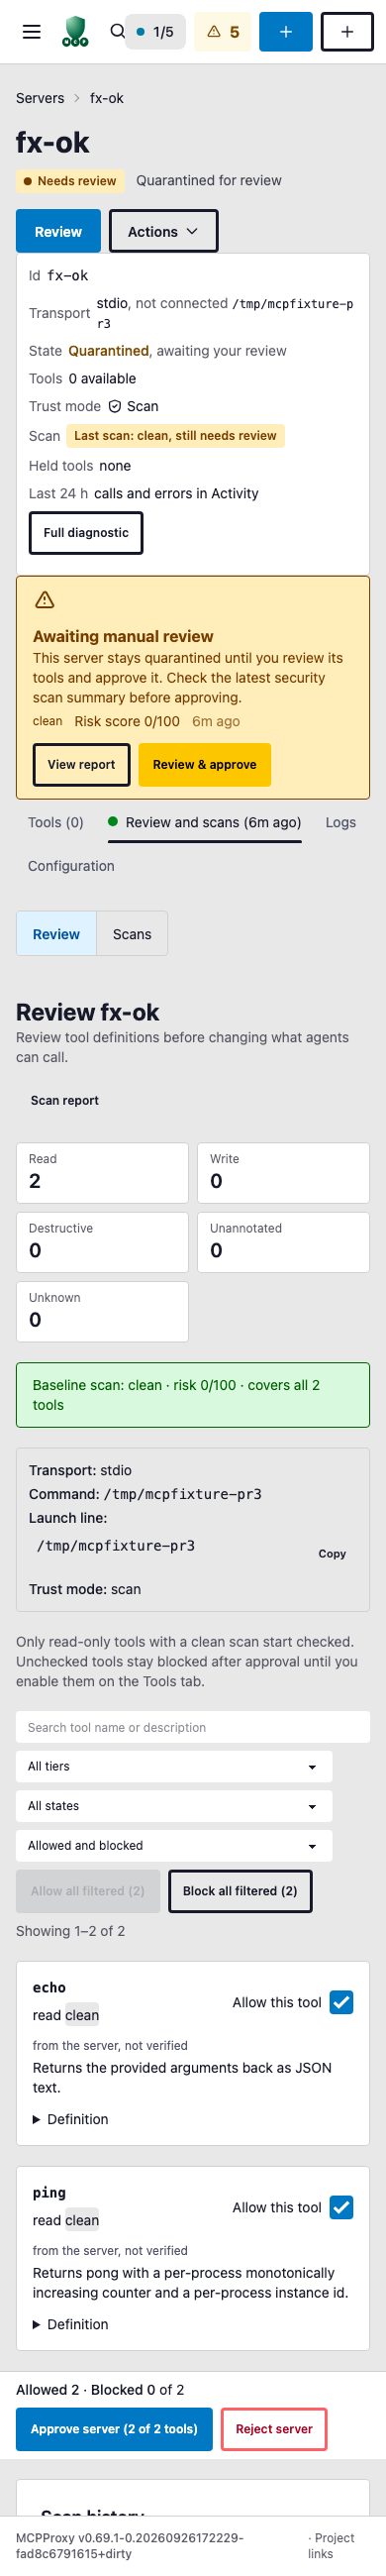 1/5
5
Servers > fx-ok
fx-ok
Needs review
Quarantined for review
Review
Actions
Id fx-ok
Transport stdio, not connected /tmp/mcpfixture-p
r3
State Quarantined, awaiting your review
Tools 0 available
Trust mode Scan
Scan Last scan: clean, still needs review
Held tools none
Last 24 h calls and errors in Activity
Full diagnostic
Awaiting manual review
This server stays quarantined until you review its
tools and approve it. Check the latest security
scan summary before approving.
clean Risk score 0/100 6m ago
View report
Review & approve
Tools (0)
Review and scans (6m ago)
Logs
Configuration
Review
Scans
Review fx-ok
Review tool definitions before changing what agents
can call.
Scan report
Read
2
Write
0
Destructive
0
Unannotated
0
Unknown
0
Baseline scan: clean · risk 0/100 · covers all 2
tools
Transport: stdio
Command: /tmp/mcpfixture-pr3
Launch line:
/tmp/mcpfixture-pr3
Copy
Trust mode: scan
Only read-only tools with a clean scan start checked.
Unchecked tools stay blocked after approval until you
enable them on the Tools tab.
Search tool name or description
All tiers
All states
Allowed and blocked
Allow all filtered (2)
Block all filtered (2)
Showing 1–2 of 2
echo
read clean
Allow this tool
from the server, not verified
Returns the provided arguments back as JSON
text.
Definition
ping
read clean
Allow this tool
from the server, not verified
Returns pong with a per-process monotonically
increasing counter and a per-process instance id.
Definition
Allowed 2 · Blocked 0 of 2
Approve server (2 of 2 tools)
Reject server
Scan history
MCPProxy v0.69.1-0.20260926172229-
fad8c6791615+dirty
· Project
links